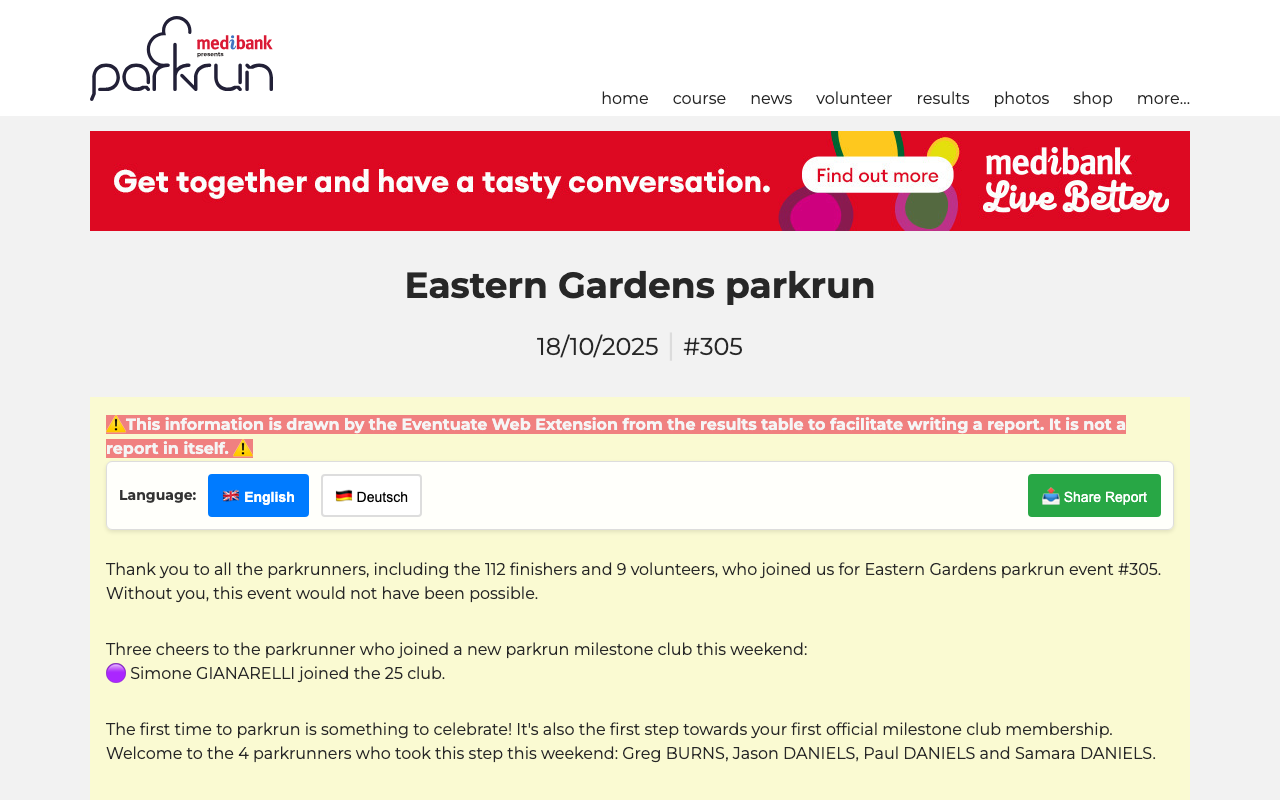 medibank
presents
parkrun
home course news volunteer results photos shop more...
Get together and have a tasty conversation.
Find out more
medibank
Live Better
Eastern Gardens parkrun
18/10/2025 #305
⚠️This information is drawn by the Eventuate Web Extension from the results table to facilitate writing a report. It is not a
report in itself. ⚠️
Language: 🇬🇧 English 🇩🇪 Deutsch 📤 Share Report
Thank you to all the parkrunners, including the 112 finishers and 9 volunteers, who joined us for Eastern Gardens parkrun event #305.
Without you, this event would not have been possible.
Three cheers to the parkrunner who joined a new parkrun milestone club this weekend:
🟣 Simone GIANARELLI joined the 25 club.
The first time to parkrun is something to celebrate! It's also the first step towards your first official milestone club membership.
Welcome to the 4 parkrunners who took this step this weekend: Greg BURNS, Jason DANIELS, Paul DANIELS and Samara DANIELS.